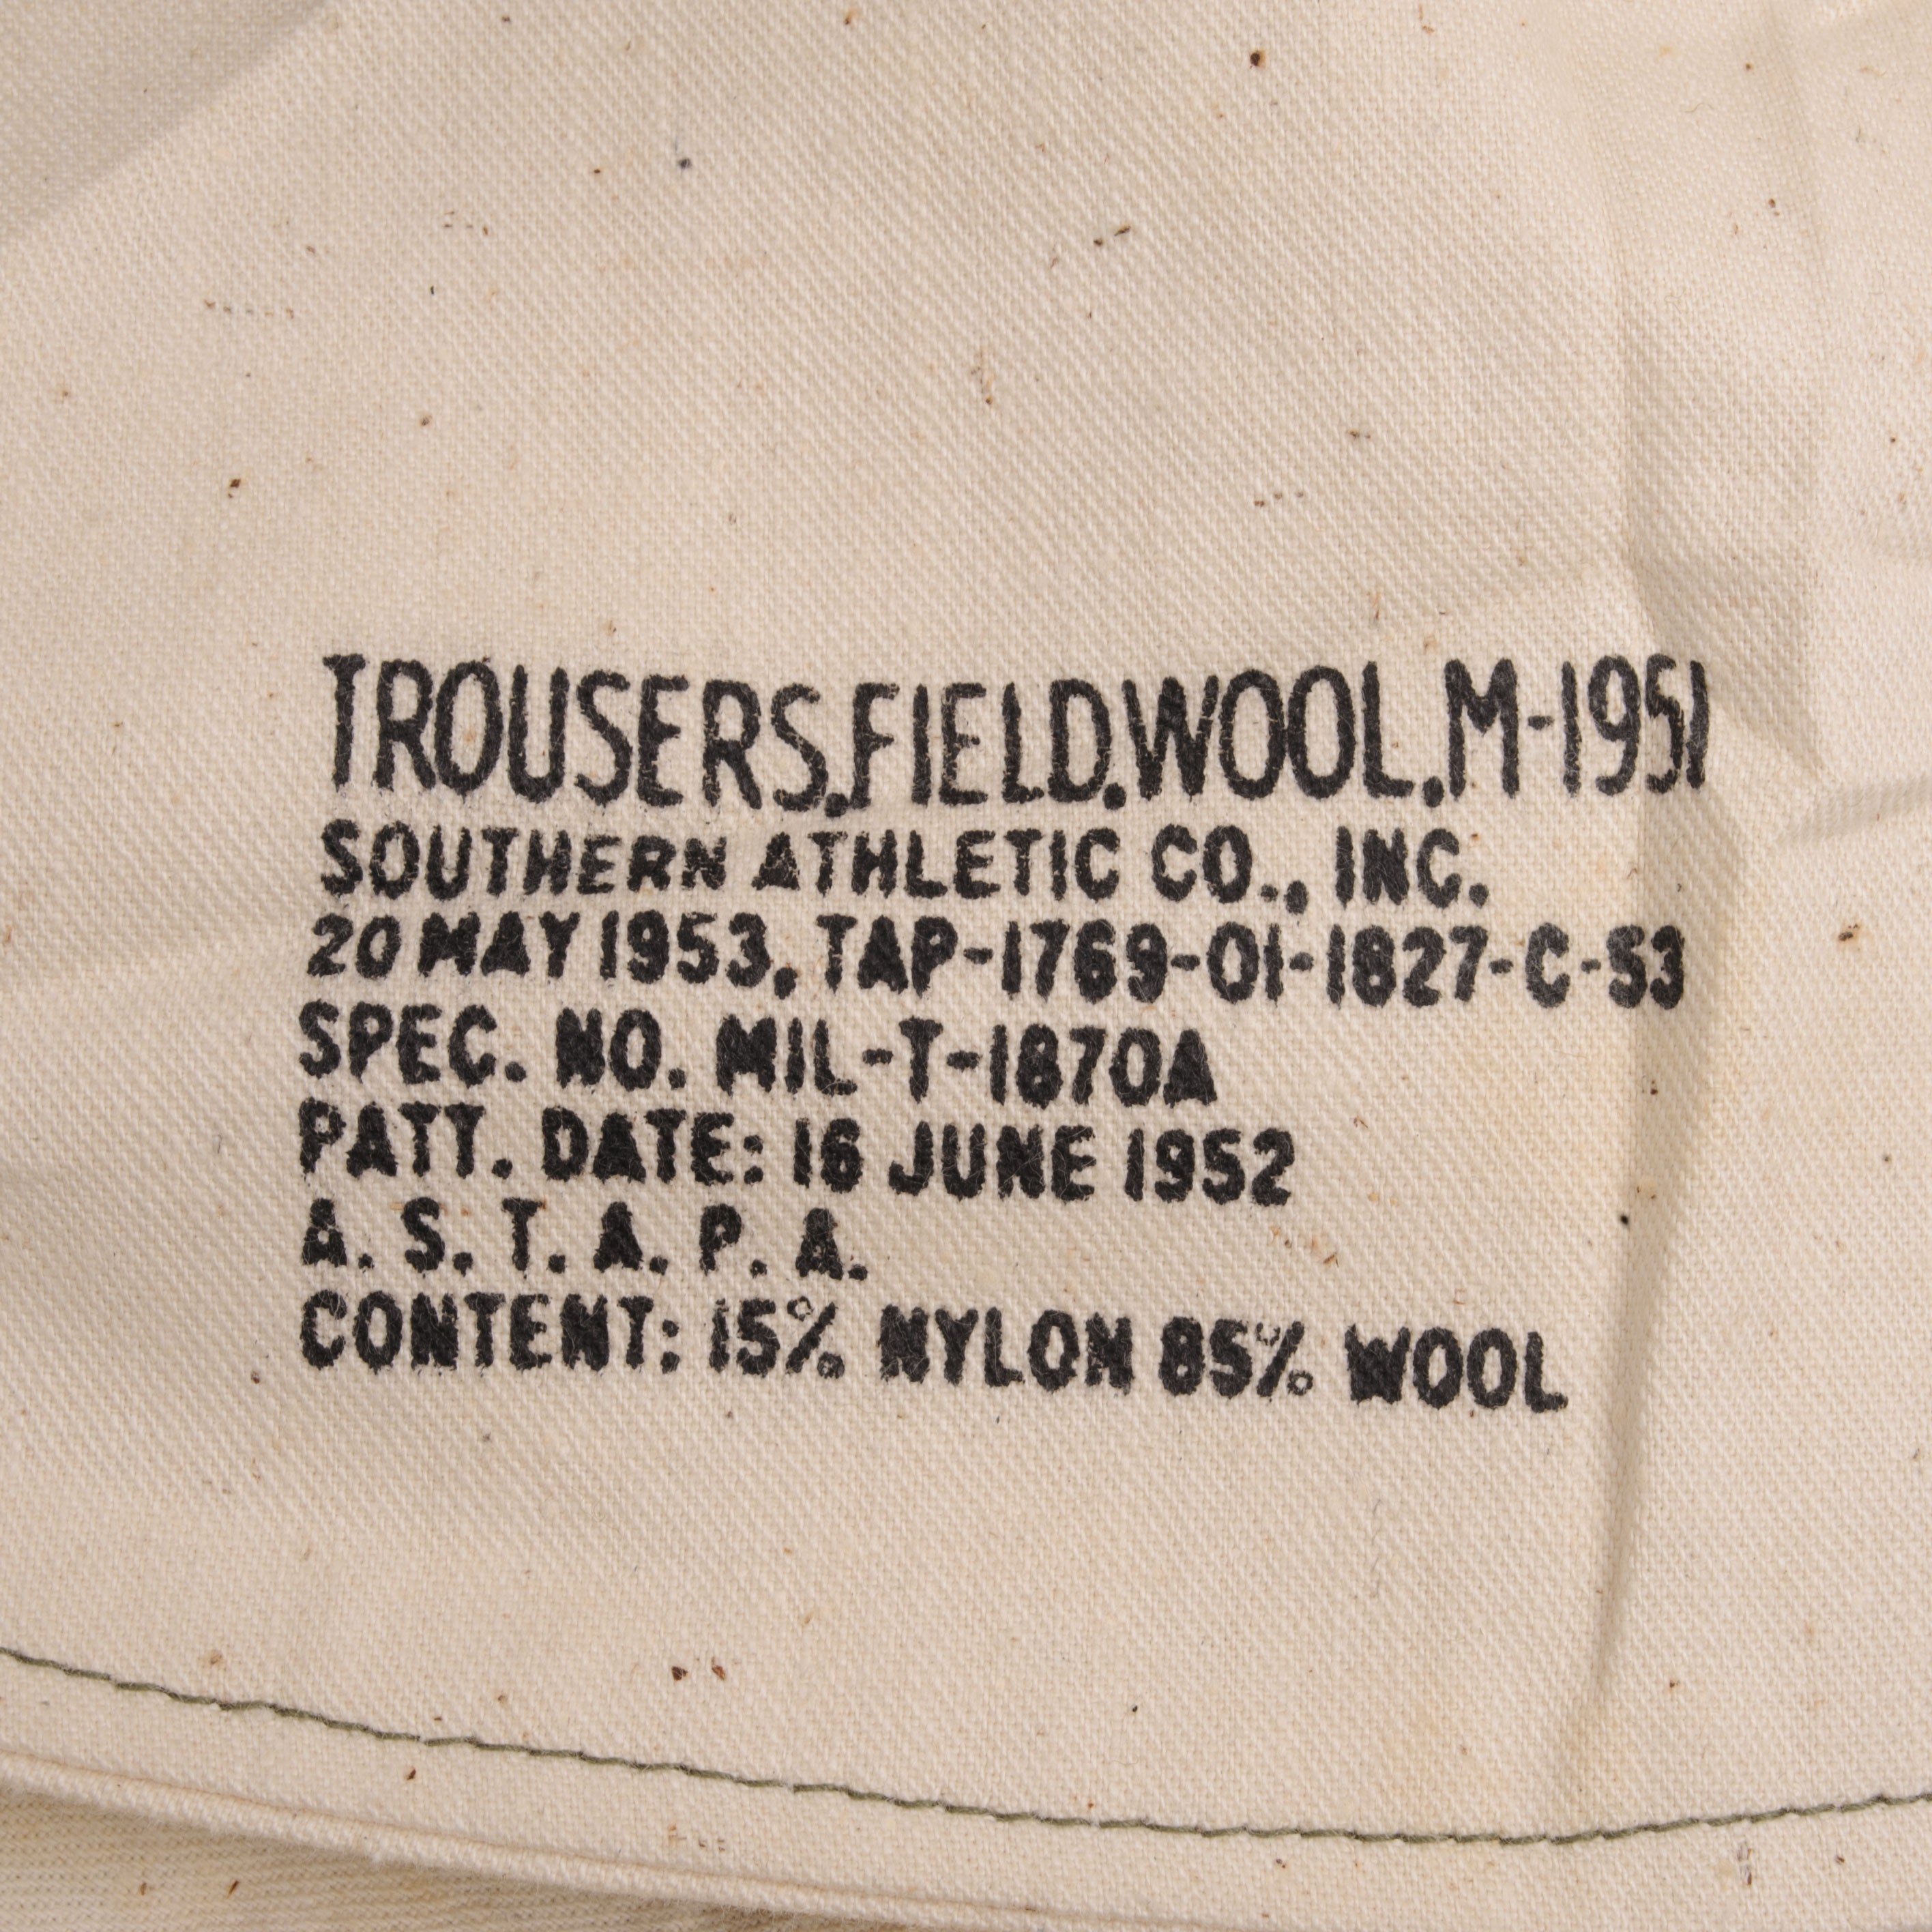 TROUSERS,FIELD,WOOL,M-1951
SOUTHERN ATHLETIC CO., INC.
20 MAY 1953, TAP-1769-OI-1827-C-53
SPEC. NO. MIL-T-1870A
PATT. DATE: 16 JUNE 1952
A. S. T. A. P. A.
CONTENT: 15% NYLON 85% WOOL